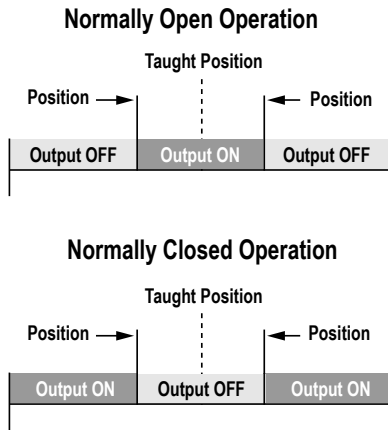 Normally Open Operation
Taught Position
Position Position
Output OFF Output ON Output OFF
Normally Closed Operation
Taught Position
Position Position
Output ON Output OFF Output ON